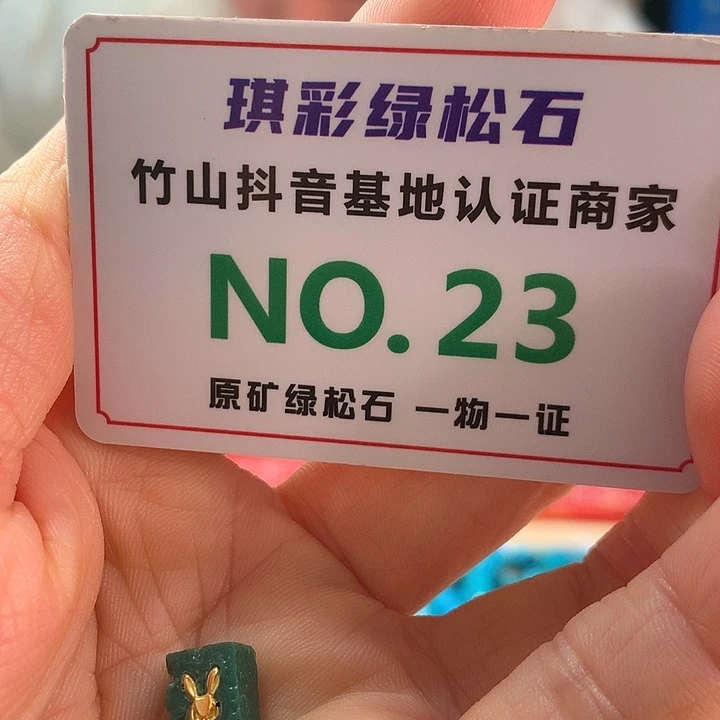 琪彩绿松石
竹山抖音基地认证商家
NO.23
原矿绿松石 一物一证